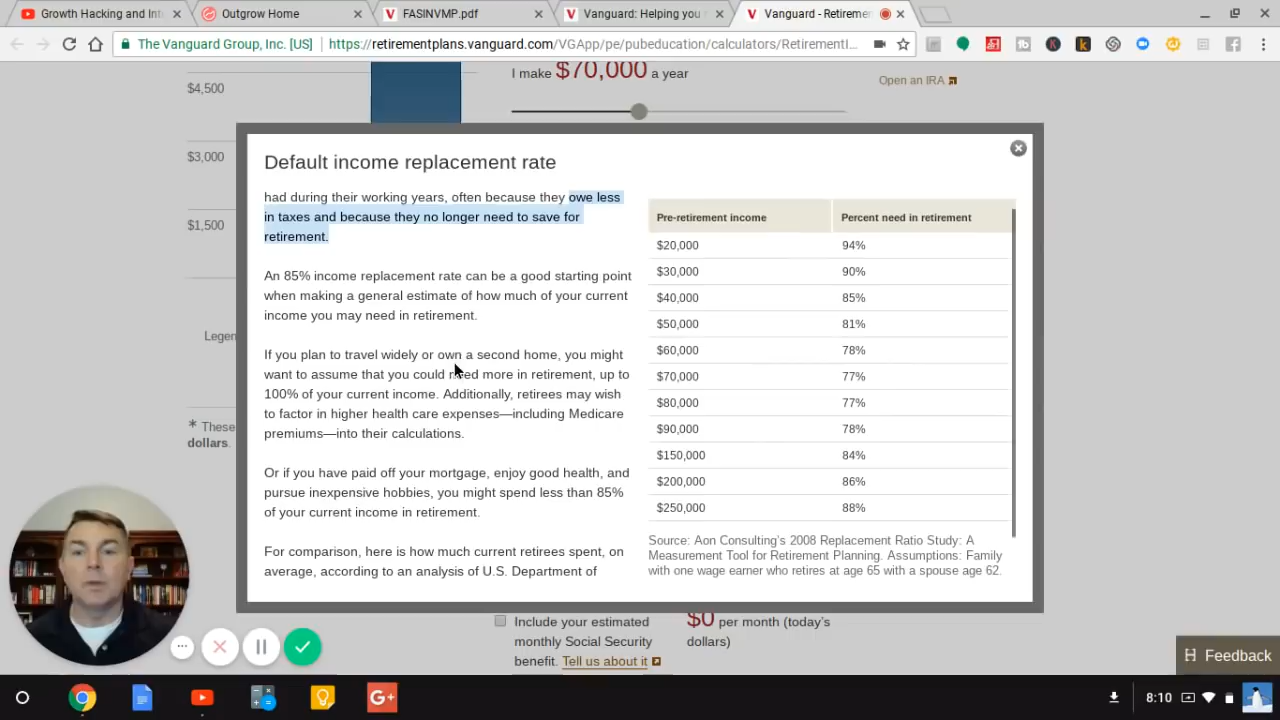 Growth Hacking and Int
Outgrow Home
FASINVMP.pdf
Vanguard: Helping you
Vanguard - Retiremen
The Vanguard Group, Inc. [US]
https://retirementplans.vanguard.com/VGApp/pe/pubeducation/calculators/RetirementI...
$4,500
$3,000
$1,500
Legen
* These
dollars.
I make $70,000 a year
Open an IRA
Default income replacement rate
had during their working years, often because they owe less
in taxes and because they no longer need to save for
retirement.
An 85% income replacement rate can be a good starting point
when making a general estimate of how much of your current
income you may need in retirement.
If you plan to travel widely or own a second home, you might
want to assume that you could need more in retirement, up to
100% of your current income. Additionally, retirees may wish
to factor in higher health care expenses—including Medicare
premiums—into their calculations.
Or if you have paid off your mortgage, enjoy good health, and
pursue inexpensive hobbies, you might spend less than 85%
of your current income in retirement.
For comparison, here is how much current retirees spent, on
average, according to an analysis of U.S. Department of
Pre-retirement income Percent need in retirement
$20,000 94%
$30,000 90%
$40,000 85%
$50,000 81%
$60,000 78%
$70,000 77%
$80,000 77%
$90,000 78%
$150,000 84%
$200,000 86%
$250,000 88%
Source: Aon Consulting's 2008 Replacement Ratio Study: A
Measurement Tool for Retirement Planning. Assumptions: Family
with one wage earner who retires at age 65 with a spouse age 62.
Include your estimated
monthly Social Security
benefit. Tell us about it
$0 per month (today's
dollars)
Feedback
8:10